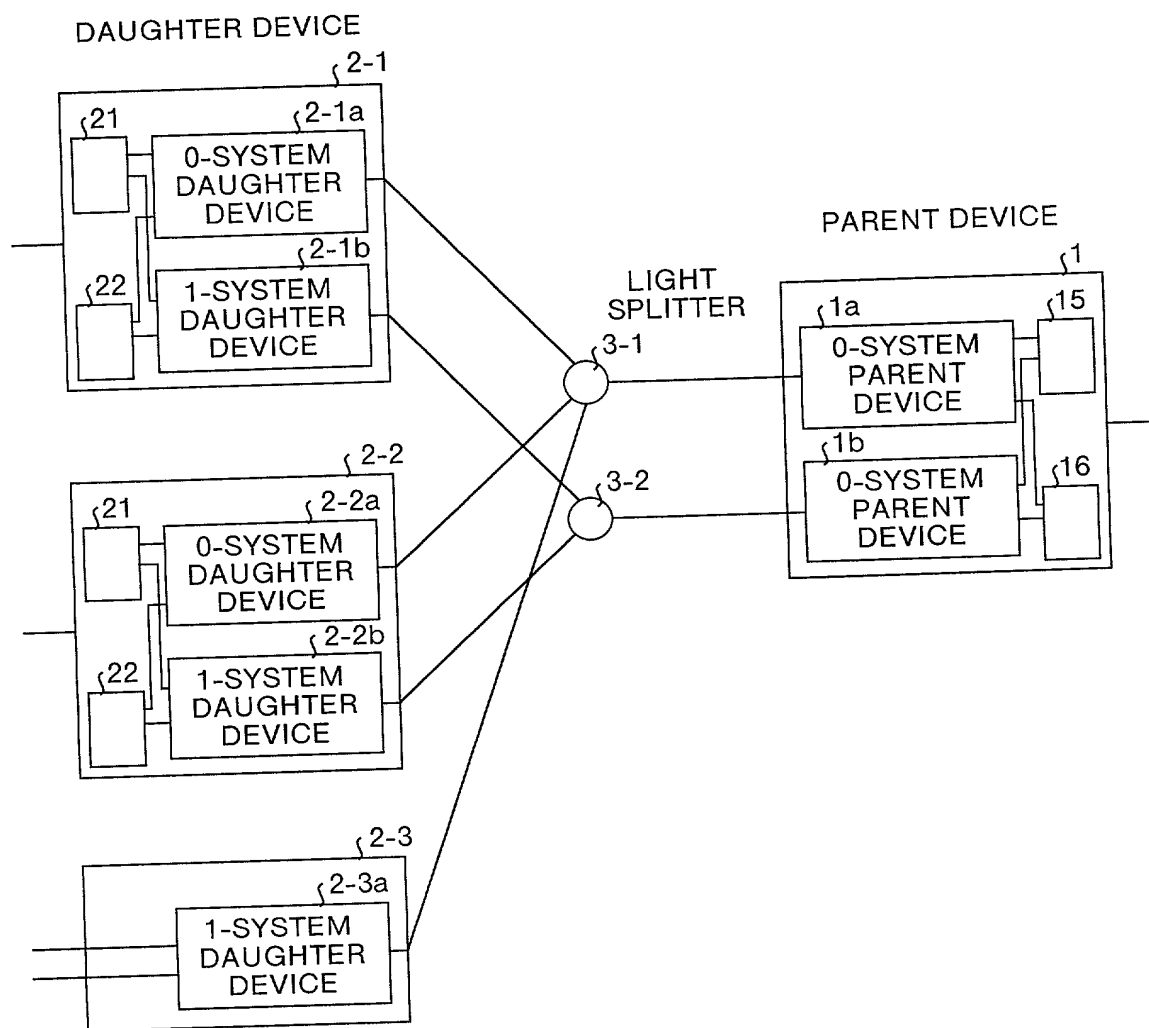 DAUGHTER DEVICE
2-1
21
2-1a
0-SYSTEM
DAUGHTER
DEVICE
2-1b
22
1-SYSTEM
DAUGHTER
DEVICE
2-2
21
2-2a
0-SYSTEM
DAUGHTER
DEVICE
2-2b
22
1-SYSTEM
DAUGHTER
DEVICE
2-3
2-3a
1-SYSTEM
DAUGHTER
DEVICE
LIGHT
SPLITTER
3-1
3-2
PARENT DEVICE
1
1a
15
0-SYSTEM
PARENT
DEVICE
1b
16
0-SYSTEM
PARENT
DEVICE